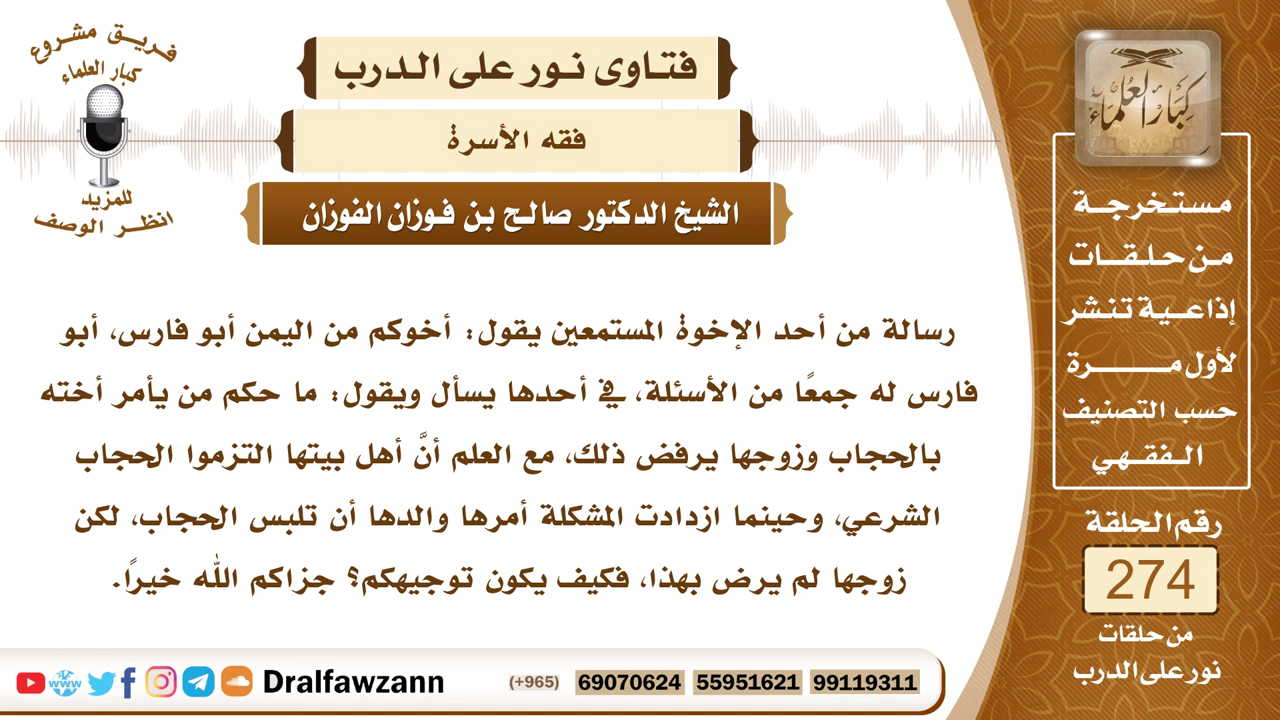 فريق مشروع
كبار العلماء
للمزيد
انظر الوصف
فتاوى نور على الدرب
فقه الأسرة
الشيخ الدكتور صالح بن فوزان الفوزان
رسالة من أحد الإخوة المستمعين يقول: أخوكم من اليمن أبو فارس، أبو
فارس له جمعًا من الأسئلة، في أحدها يسأل ويقول: ما حكم من يأمر أخته
بالحجاب وزوجها يرفض ذلك، مع العلم أنَّ أهل بيتها التزموا الحجاب
الشرعي، وحينما ازدادت المشكلة أمرها والدها أن تلبس الحجاب، لكن
زوجها لم يرض بهذا، فكيف يكون توجيهكم؟ جزاكم الله خيرًا.
كبار العلماء
مستخرجة
من حلقات
إذاعية تنشر
لأول مرة
حسب التصنيف
الفقهي
رقم الحلقة
274
من حلقات
نور على الدرب
www
Dralfawzann
(+965) 69070624 55951621 99119311